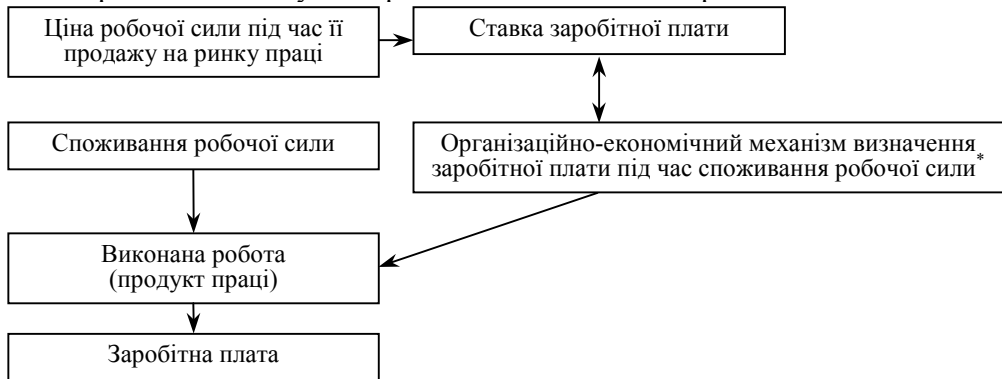 Ціна робочої сили під час її
продажу на ринку праці
Ставка заробітної плати
Споживання робочої сили
Організаційно-економічний механізм визначення
заробітної плати під час споживання робочої сили*
Виконана робота
(продукт праці)
Заробітна плата